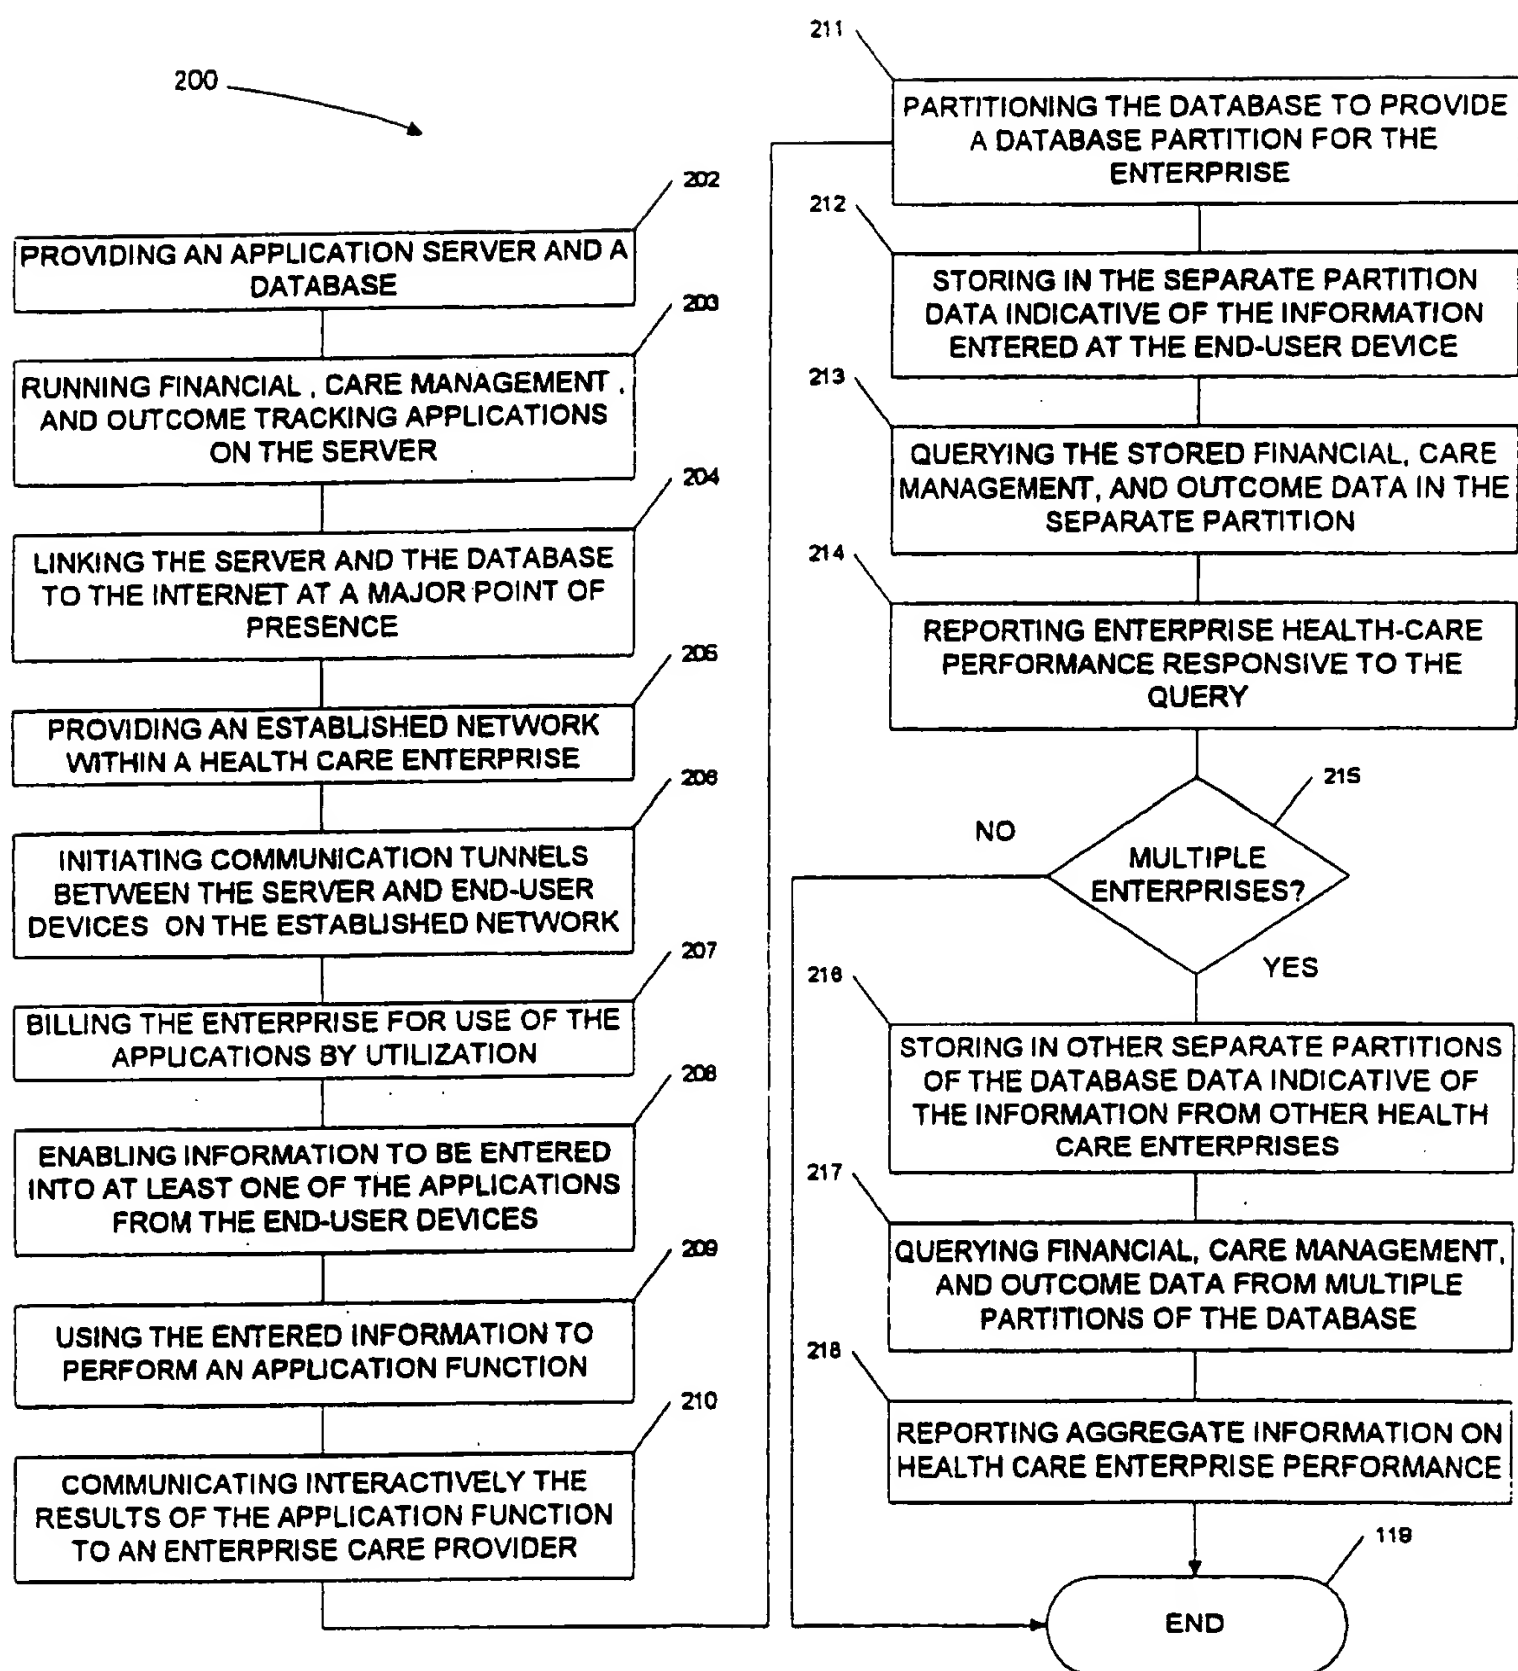 200
202
PROVIDING AN APPLICATION SERVER AND A
DATABASE
203
RUNNING FINANCIAL, CARE MANAGEMENT,
AND OUTCOME TRACKING APPLICATIONS
ON THE SERVER
204
LINKING THE SERVER AND THE DATABASE
TO THE INTERNET AT A MAJOR POINT OF
PRESENCE
205
PROVIDING AN ESTABLISHED NETWORK
WITHIN A HEALTH CARE ENTERPRISE
206
INITIATING COMMUNICATION TUNNELS
BETWEEN THE SERVER AND END-USER
DEVICES ON THE ESTABLISHED NETWORK
207
BILLING THE ENTERPRISE FOR USE OF THE
APPLICATIONS BY UTILIZATION
208
ENABLING INFORMATION TO BE ENTERED
INTO AT LEAST ONE OF THE APPLICATIONS
FROM THE END-USER DEVICES
209
USING THE ENTERED INFORMATION TO
PERFORM AN APPLICATION FUNCTION
210
COMMUNICATING INTERACTIVELY THE
RESULTS OF THE APPLICATION FUNCTION
TO AN ENTERPRISE CARE PROVIDER
211
PARTITIONING THE DATABASE TO PROVIDE
A DATABASE PARTITION FOR THE
ENTERPRISE
212
STORING IN THE SEPARATE PARTITION
DATA INDICATIVE OF THE INFORMATION
ENTERED AT THE END-USER DEVICE
213
QUERYING THE STORED FINANCIAL, CARE
MANAGEMENT, AND OUTCOME DATA IN THE
SEPARATE PARTITION
214
REPORTING ENTERPRISE HEALTH-CARE
PERFORMANCE RESPONSIVE TO THE
QUERY
215
NO
MULTIPLE
ENTERPRISES?
YES
216
STORING IN OTHER SEPARATE PARTITIONS
OF THE DATABASE DATA INDICATIVE OF
THE INFORMATION FROM OTHER HEALTH
CARE ENTERPRISES
217
QUERYING FINANCIAL, CARE MANAGEMENT,
AND OUTCOME DATA FROM MULTIPLE
PARTITIONS OF THE DATABASE
218
REPORTING AGGREGATE INFORMATION ON
HEALTH CARE ENTERPRISE PERFORMANCE
119
END